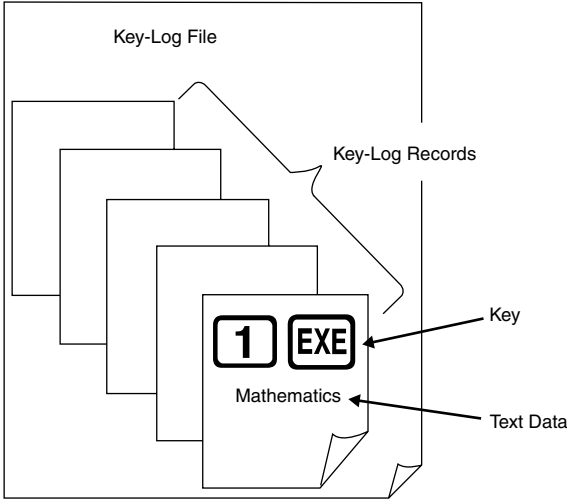 Key-Log File
Key-Log Records
1 EXE
Key
Mathematics
Text Data